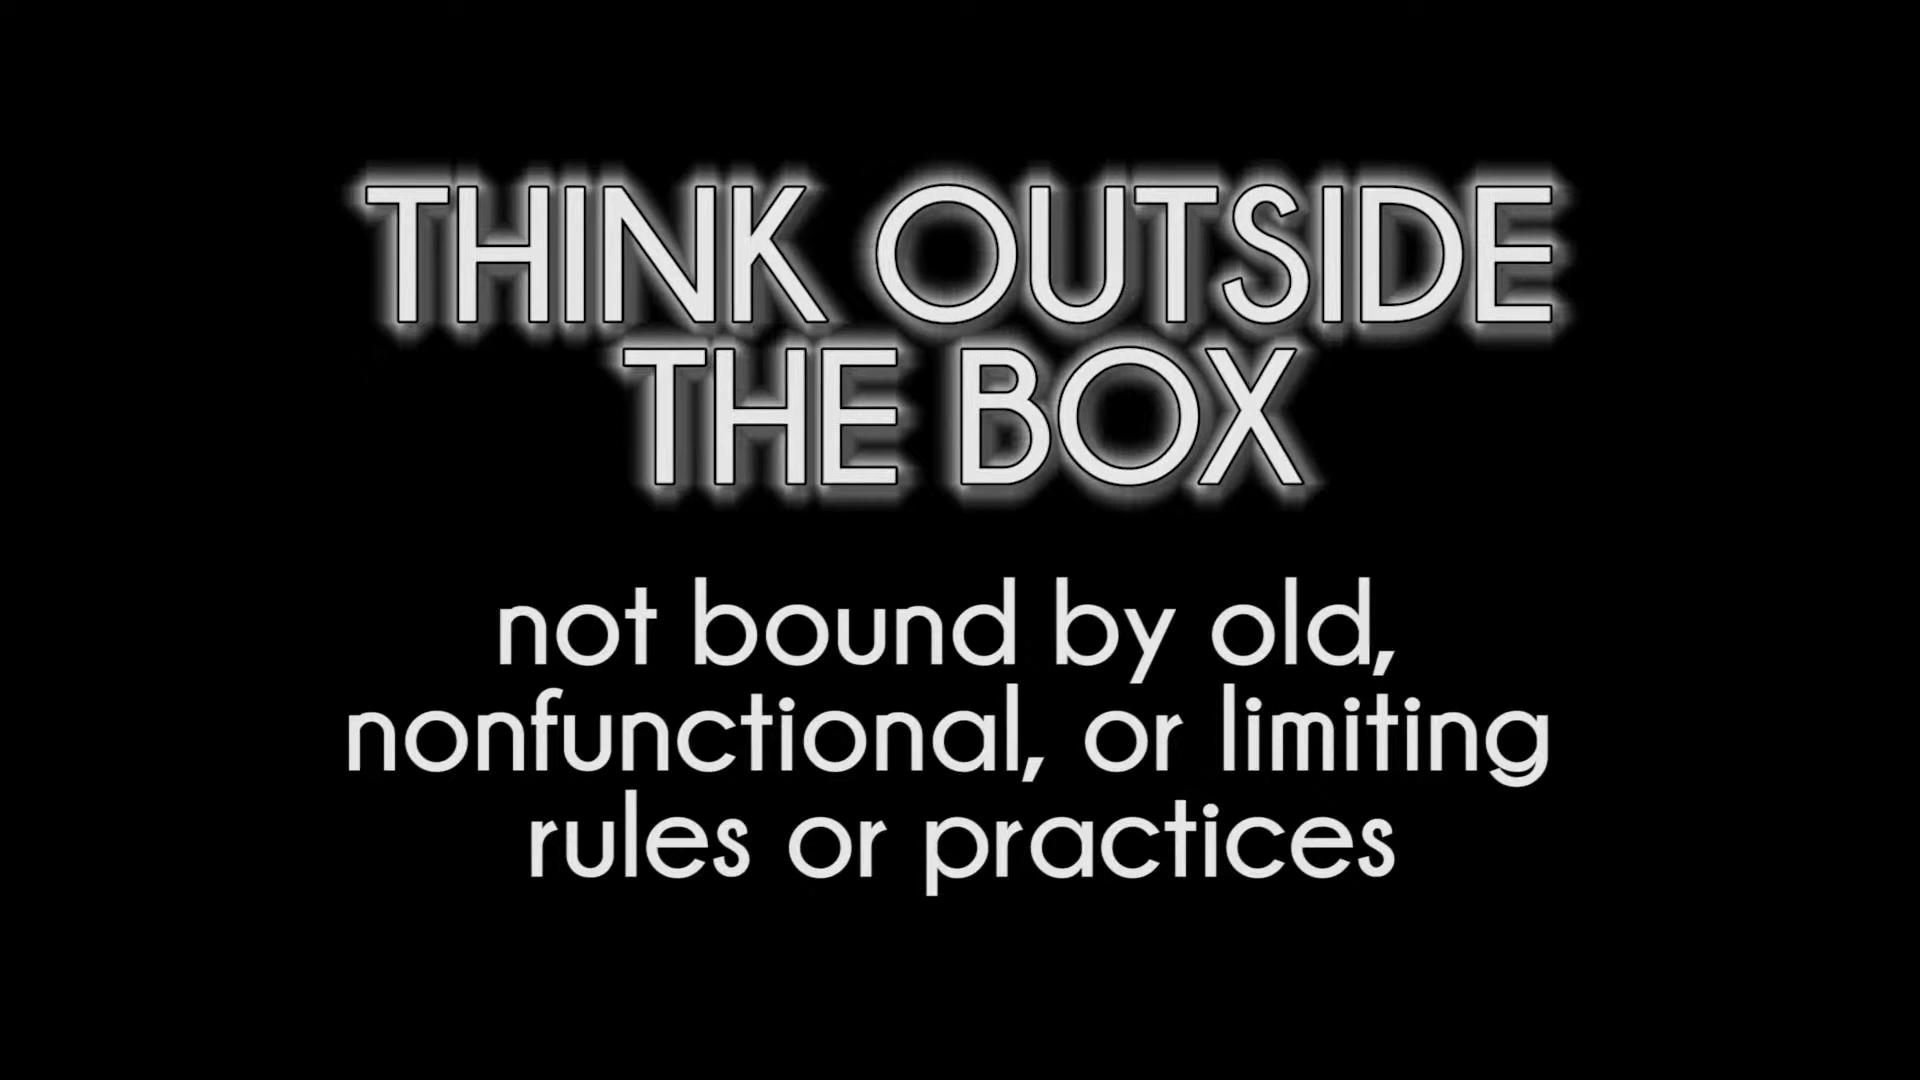 THINK OUTSIDE
THE BOX
not bound by old,
nonfunctional, or limiting
rules or practices